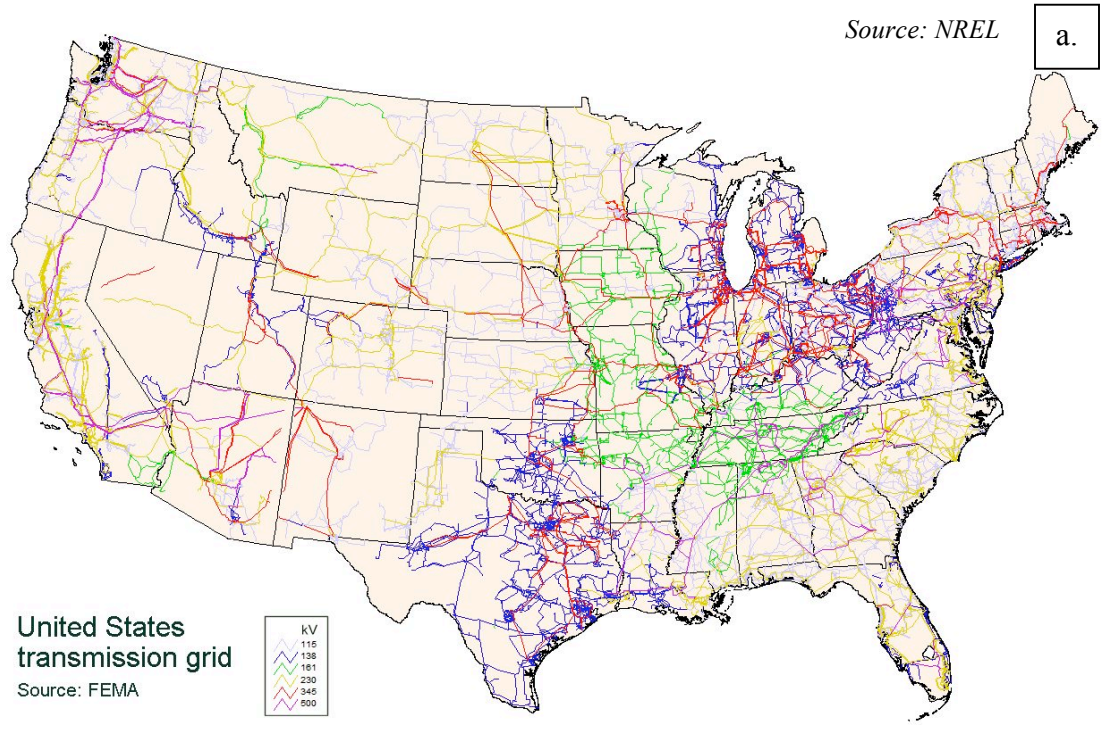 Source: NREL
a.
United States
transmission grid
Source: FEMA
kV
115
138
161
230
345
500